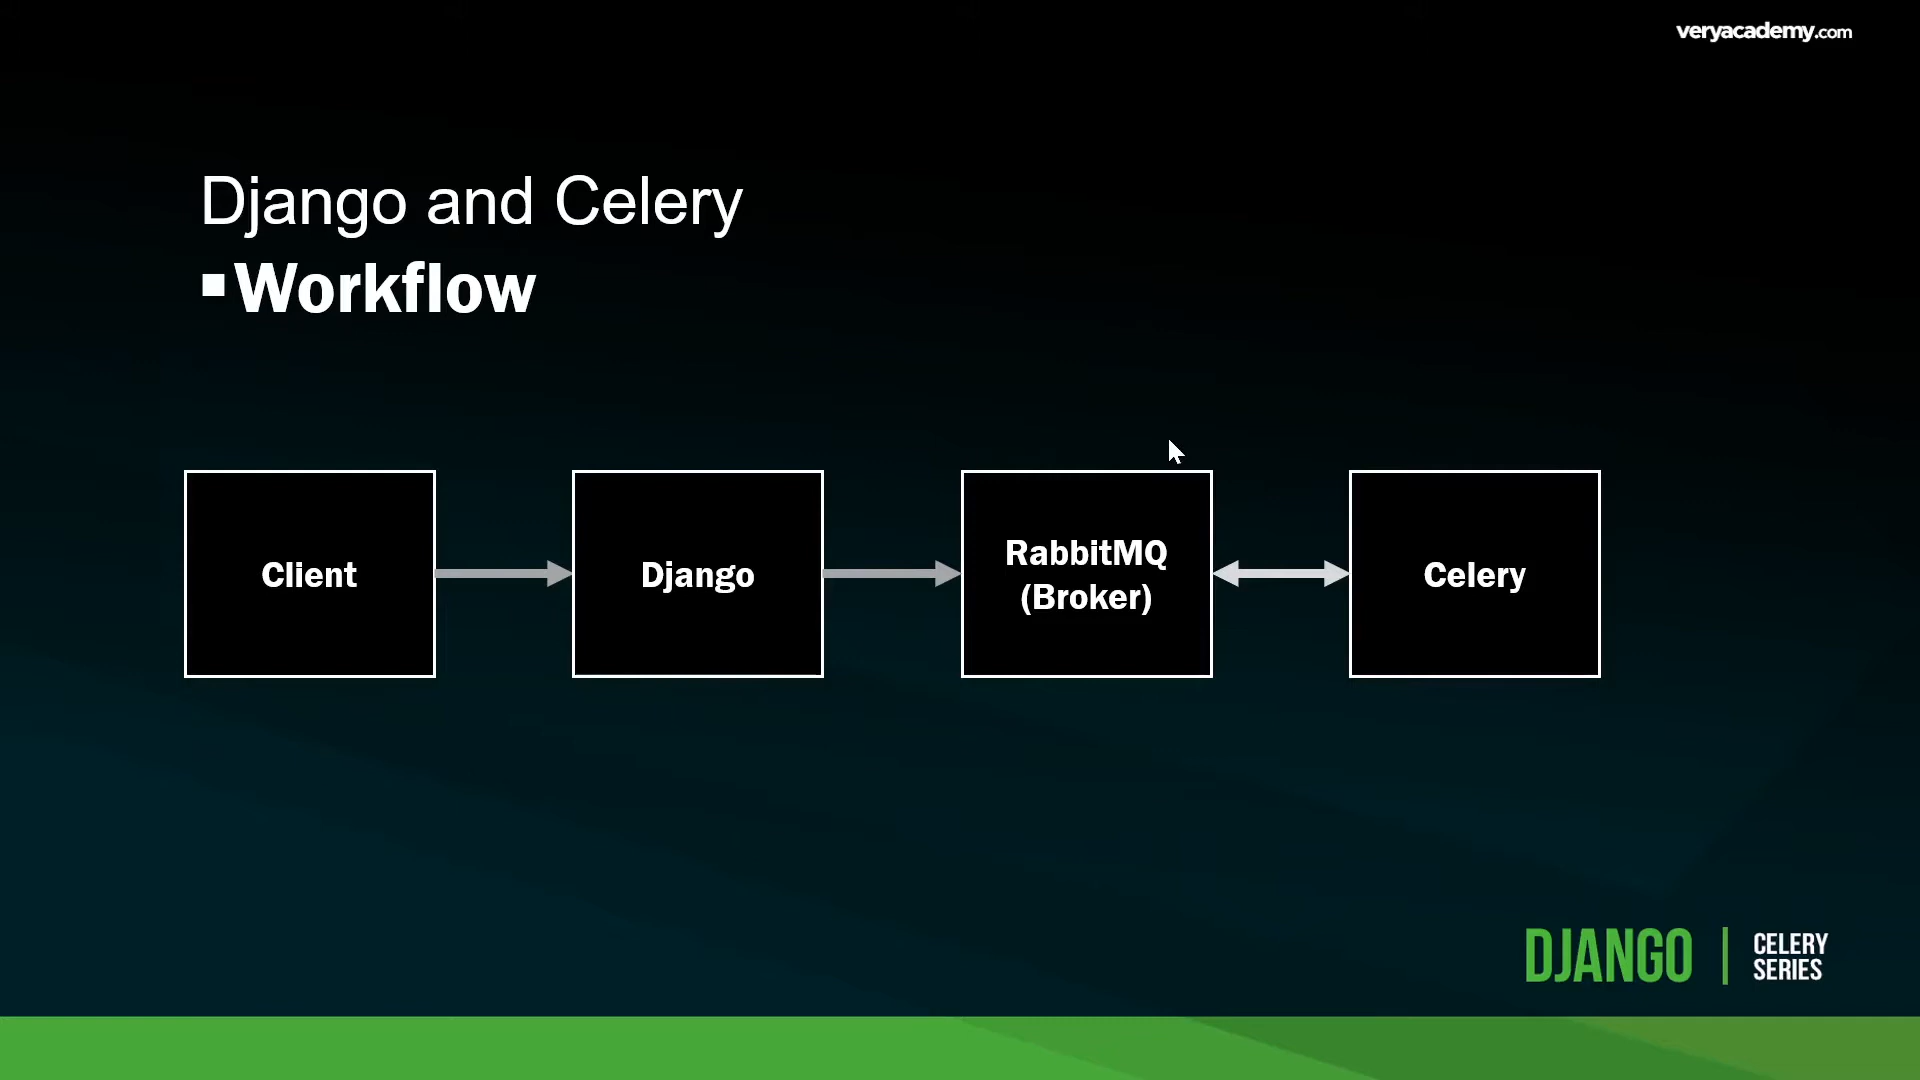 veryacademy.com
Django and Celery
▪Workflow
Client
Django
RabbitMQ
(Broker)
Celery
DJANGO
CELERY
SERIES